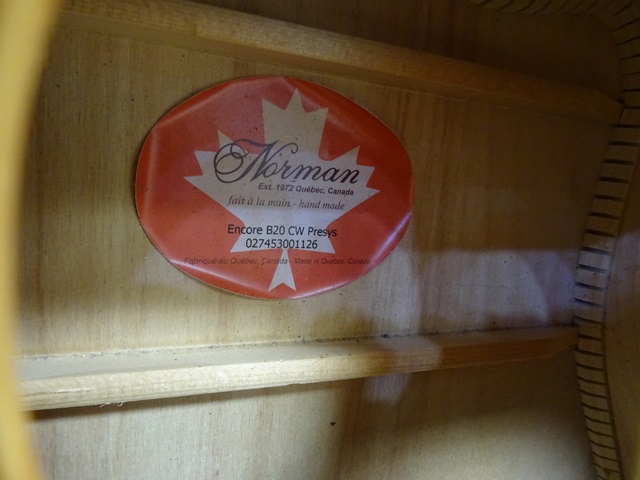 Norman
Est. 1972 Québec, Canada
fait à la main - hand made
Encore B20 CW Presys
027453001126
Fabriqué au Québec, Canada - Made in Quebec, Canada